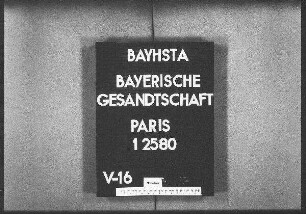 BAYHSTA
BAYERISCHE
GESANDTSCHAFT
PARIS
1 2580
V-16